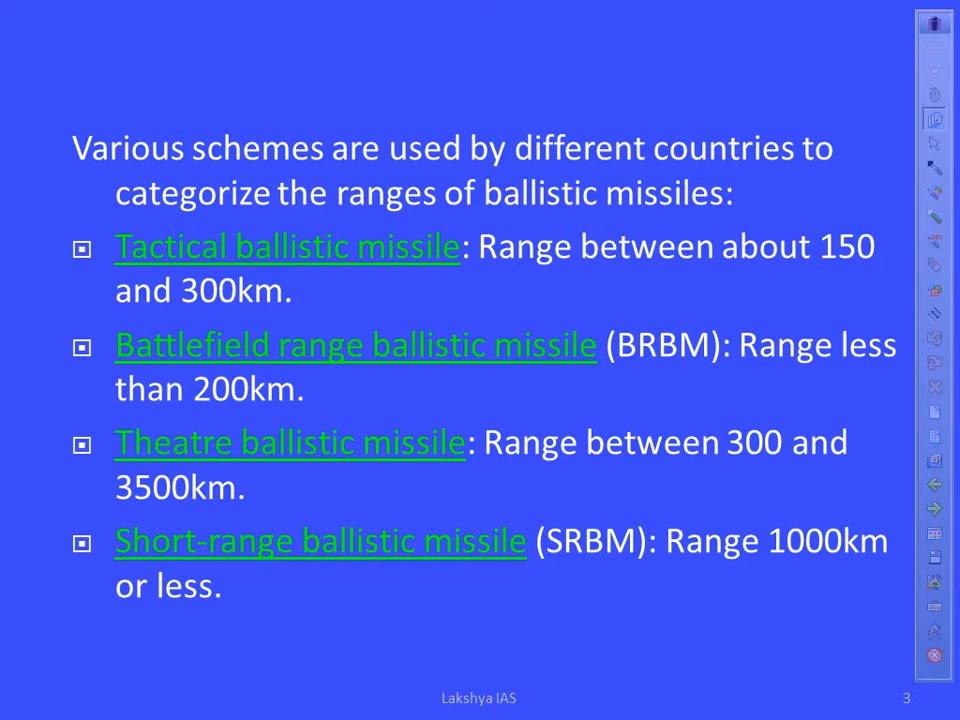 Various schemes are used by different countries to
categorize the ranges of ballistic missiles:
Tactical ballistic missile: Range between about 150
and 300km.
Battlefield range ballistic missile (BRBM): Range less
than 200km.
Theatre ballistic missile: Range between 300 and
3500km.
Short-range ballistic missile (SRBM): Range 1000km
or less.
Lakshya IAS
3